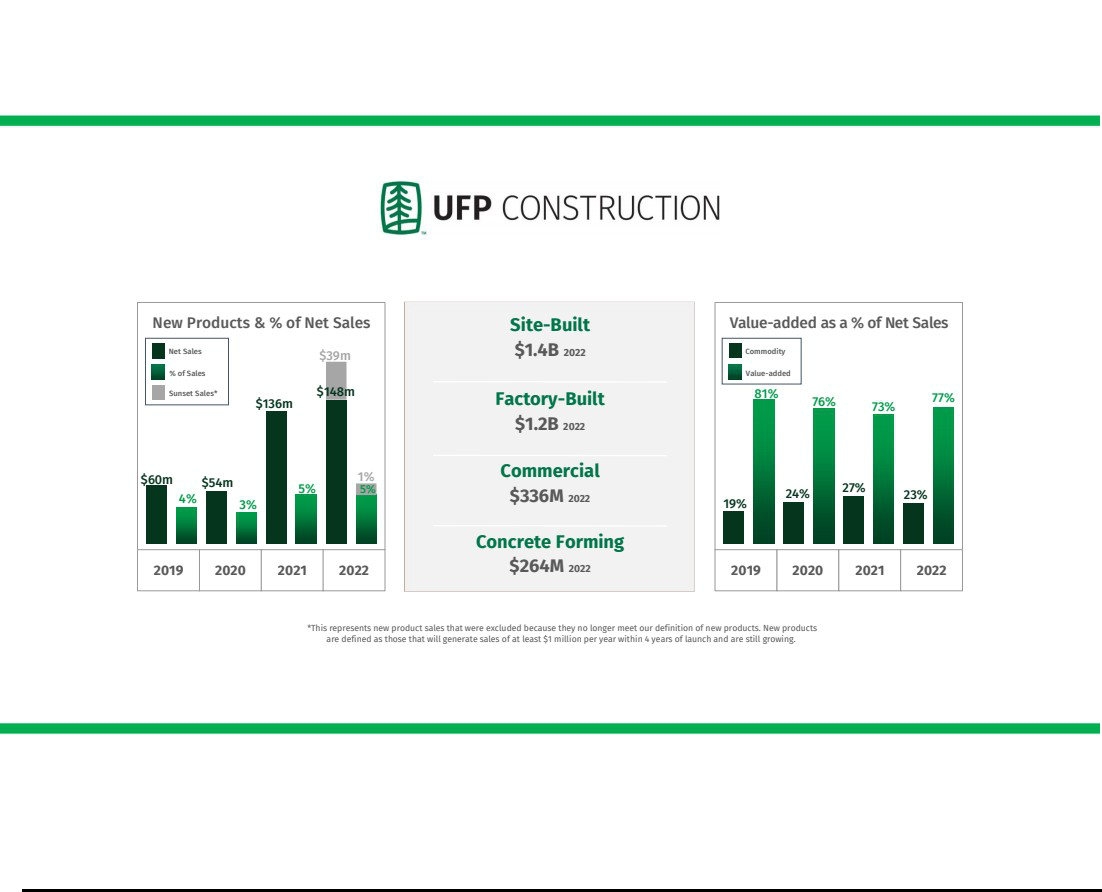 UFP CONSTRUCTION
™
New Products & % of Net Sales
Net Sales
% of Sales
Sunset Sales*
$39m
$148m
$136m
$60m
$54m
4%
3%
5%
1%
5%
2019
2020
2021
2022
Site-Built
$1.4B 2022
Factory-Built
$1.2B 2022
Commercial
$336M 2022
Concrete Forming
$264M 2022
Value-added as a % of Net Sales
Commodity
Value-added
81%
76%
73%
77%
19%
24%
27%
23%
2019
2020
2021
2022
*This represents new product sales that were excluded because they no longer meet our definition of new products. New products
are defined as those that will generate sales of at least $1 million per year within 4 years of launch and are still growing.